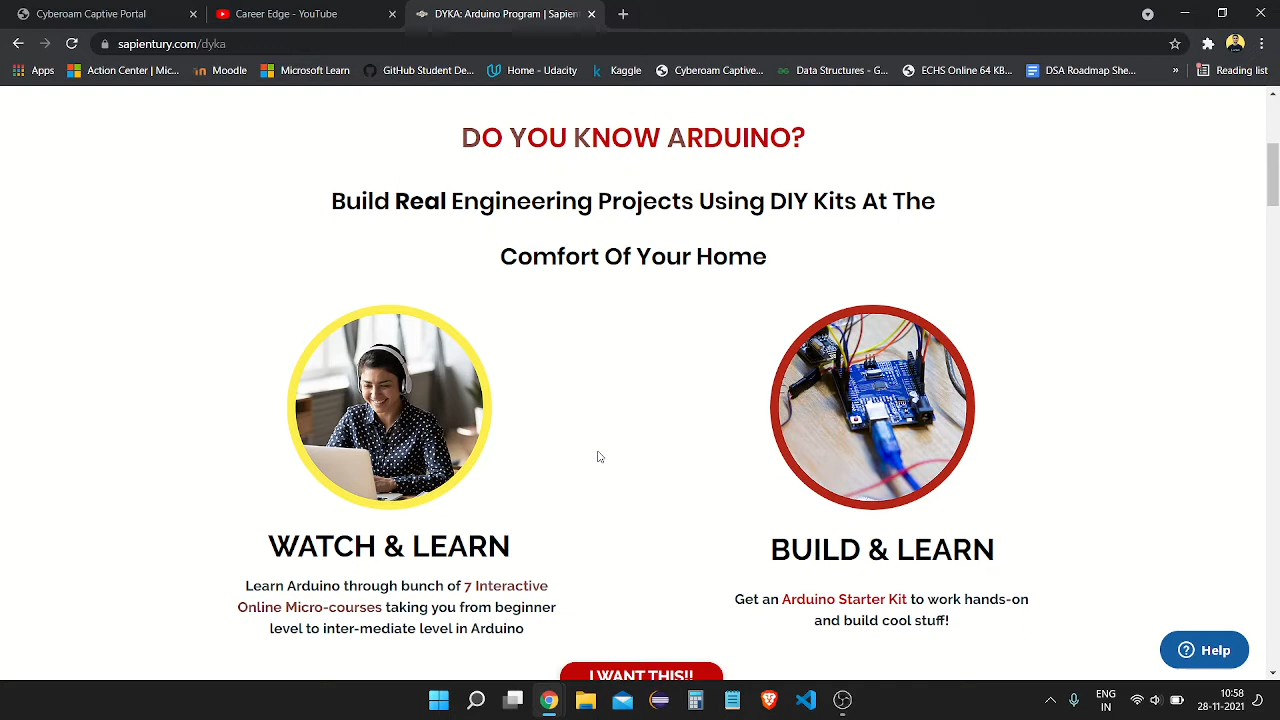 Cyberoam Captive Portal
Career Edge - YouTube
DYKA: Arduino Program | Sapient
sapientury.com/dyka
Apps
Action Center | Mic...
Moodle
Microsoft Learn
GitHub Student De...
Home - Udacity
Kaggle
Cyberoam Captive...
Data Structures - G...
ECHS Online 64 KB...
DSA Roadmap She...
»
Reading list
DO YOU KNOW ARDUINO?
Build Real Engineering Projects Using DIY Kits At The
Comfort Of Your Home
WATCH & LEARN
Learn Arduino through bunch of 7 Interactive
Online Micro-courses taking you from beginner
level to inter-mediate level in Arduino
BUILD & LEARN
Get an Arduino Starter Kit to work hands-on
and build cool stuff!
I WANT THIS!!
Help
ENG
IN
10:58
28-11-2021